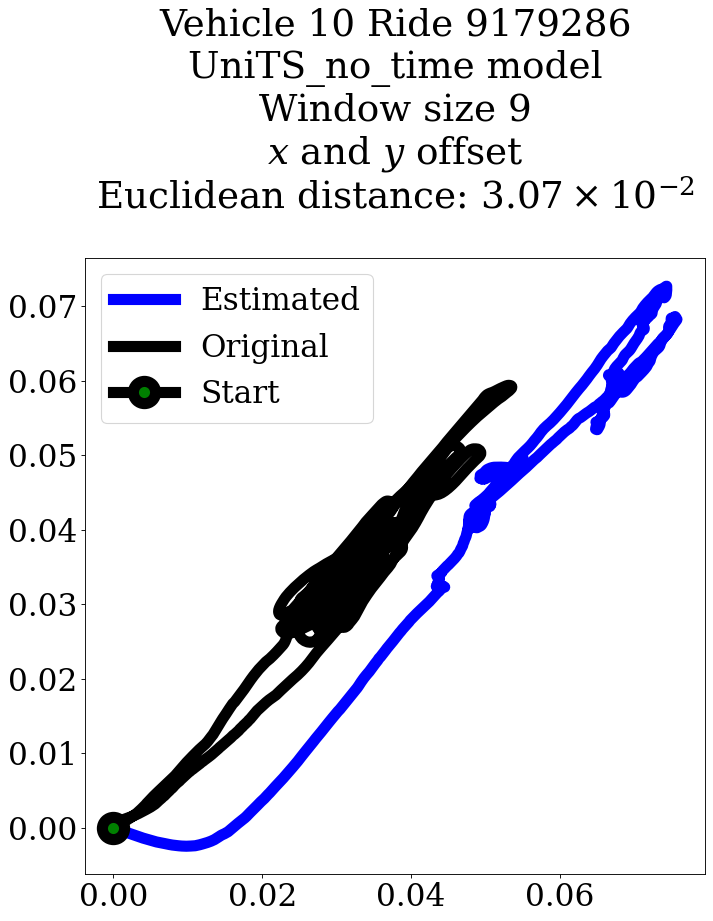 Vehicle 10 Ride 9179286
UniTS_no_time model
Window size 9
x and y offset
Euclidean distance: 3.07 × 10⁻²
Estimated
Original
Start
0.07
0.06
0.05
0.04
0.03
0.02
0.01
0.00
0.00 0.02 0.04 0.06